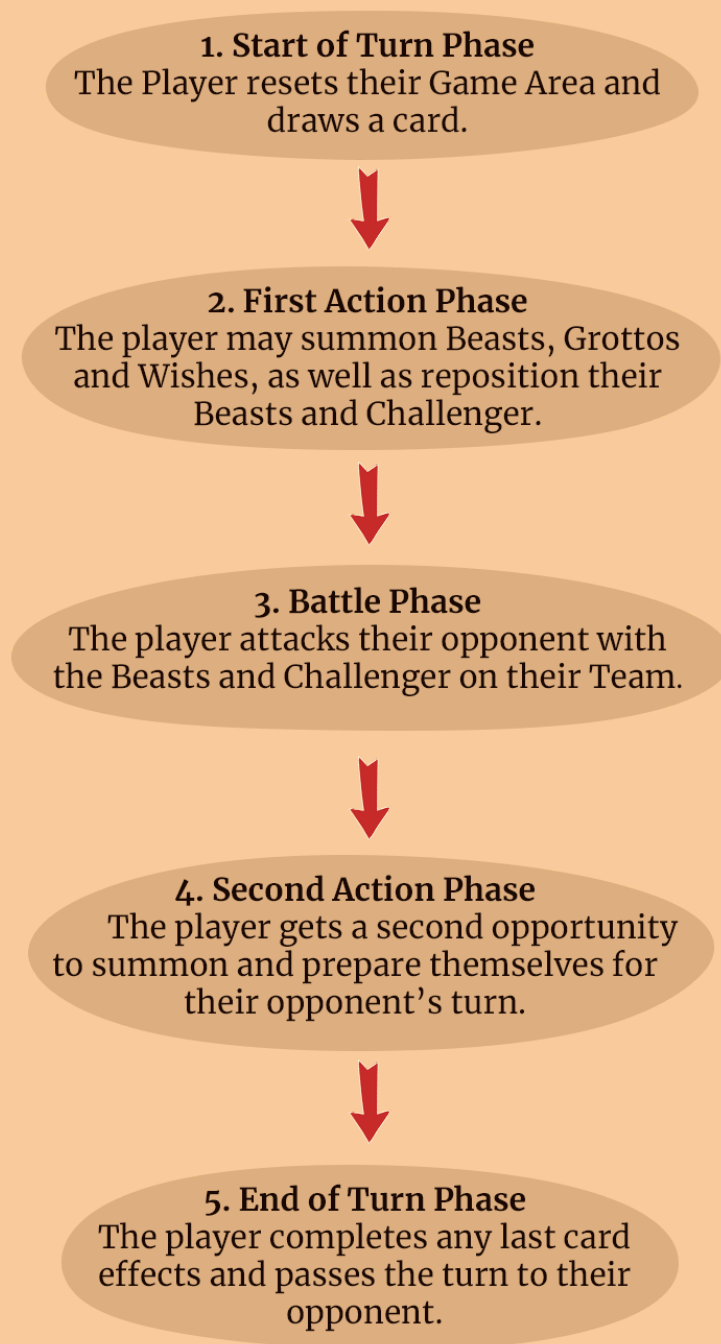 1. Start of Turn Phase
The Player resets their Game Area and
draws a card.
2. First Action Phase
The player may summon Beasts, Grottos
and Wishes, as well as reposition their
Beasts and Challenger.
3. Battle Phase
The player attacks their opponent with
the Beasts and Challenger on their Team.
4. Second Action Phase
The player gets a second opportunity
to summon and prepare themselves for
their opponent’s turn.
5. End of Turn Phase
The player completes any last card
effects and passes the turn to their
opponent.